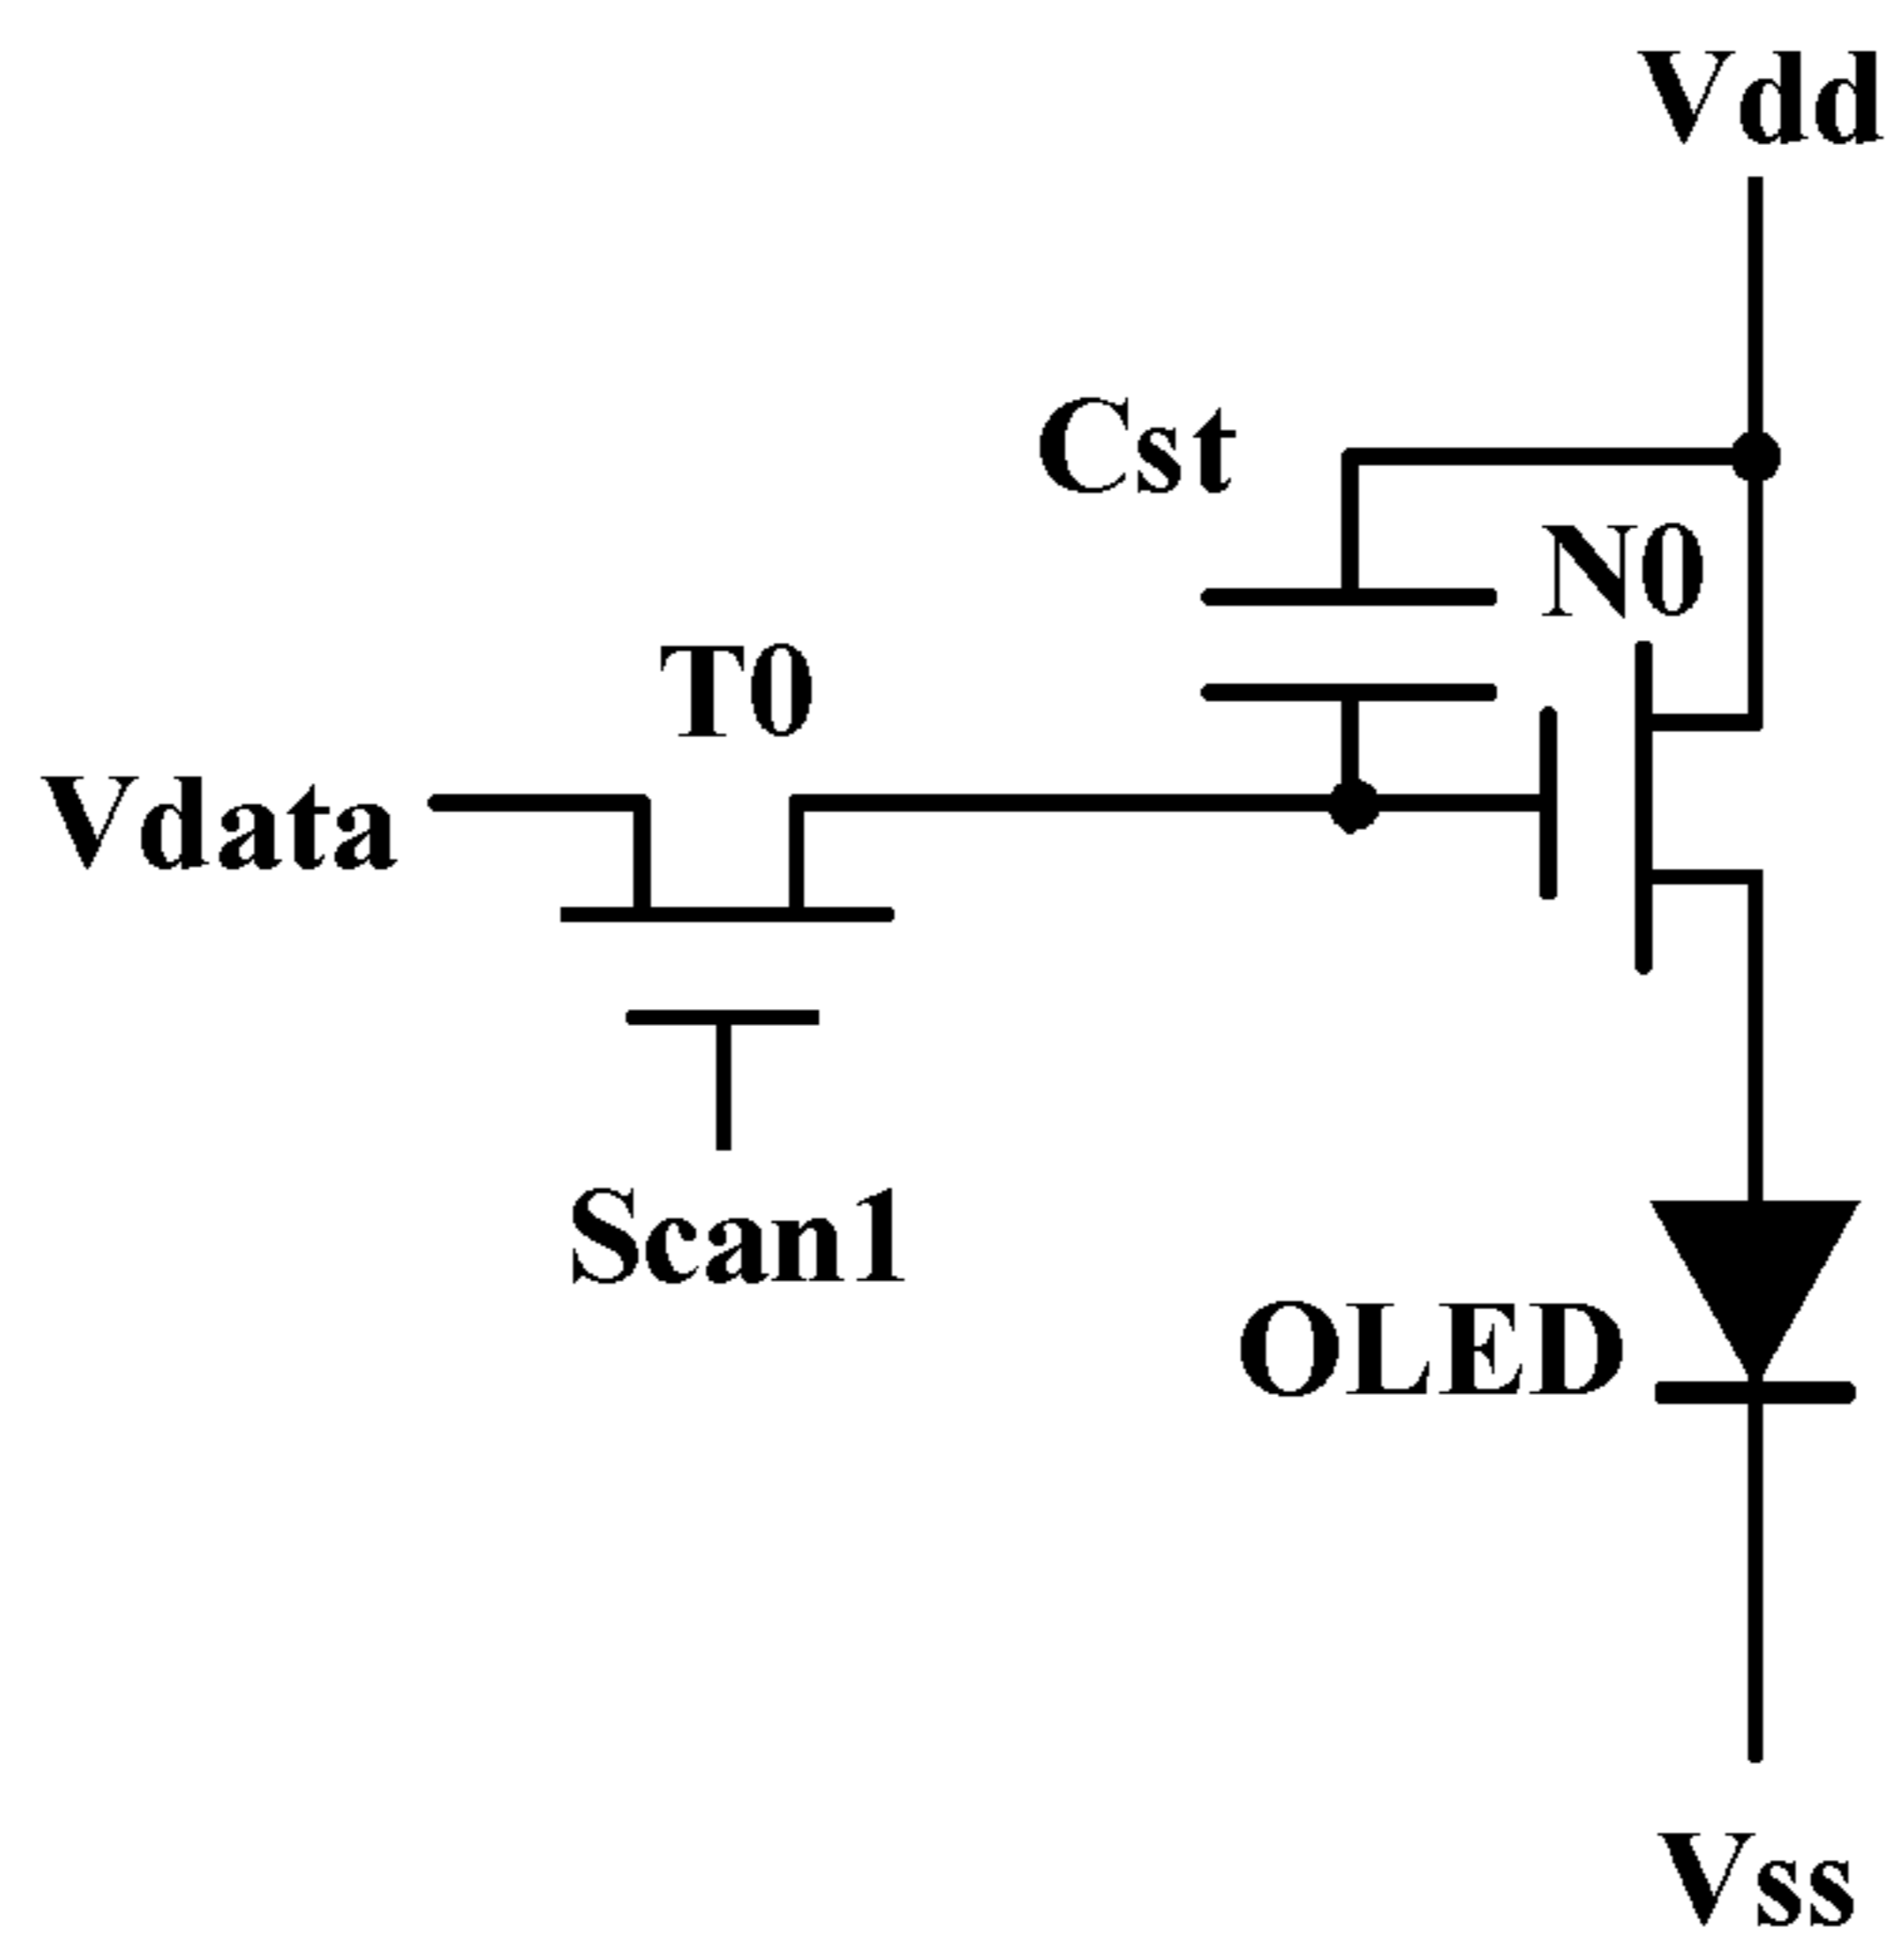 Vdd
Cst
N0
T0
Vdata
Scan1
OLED
Vss